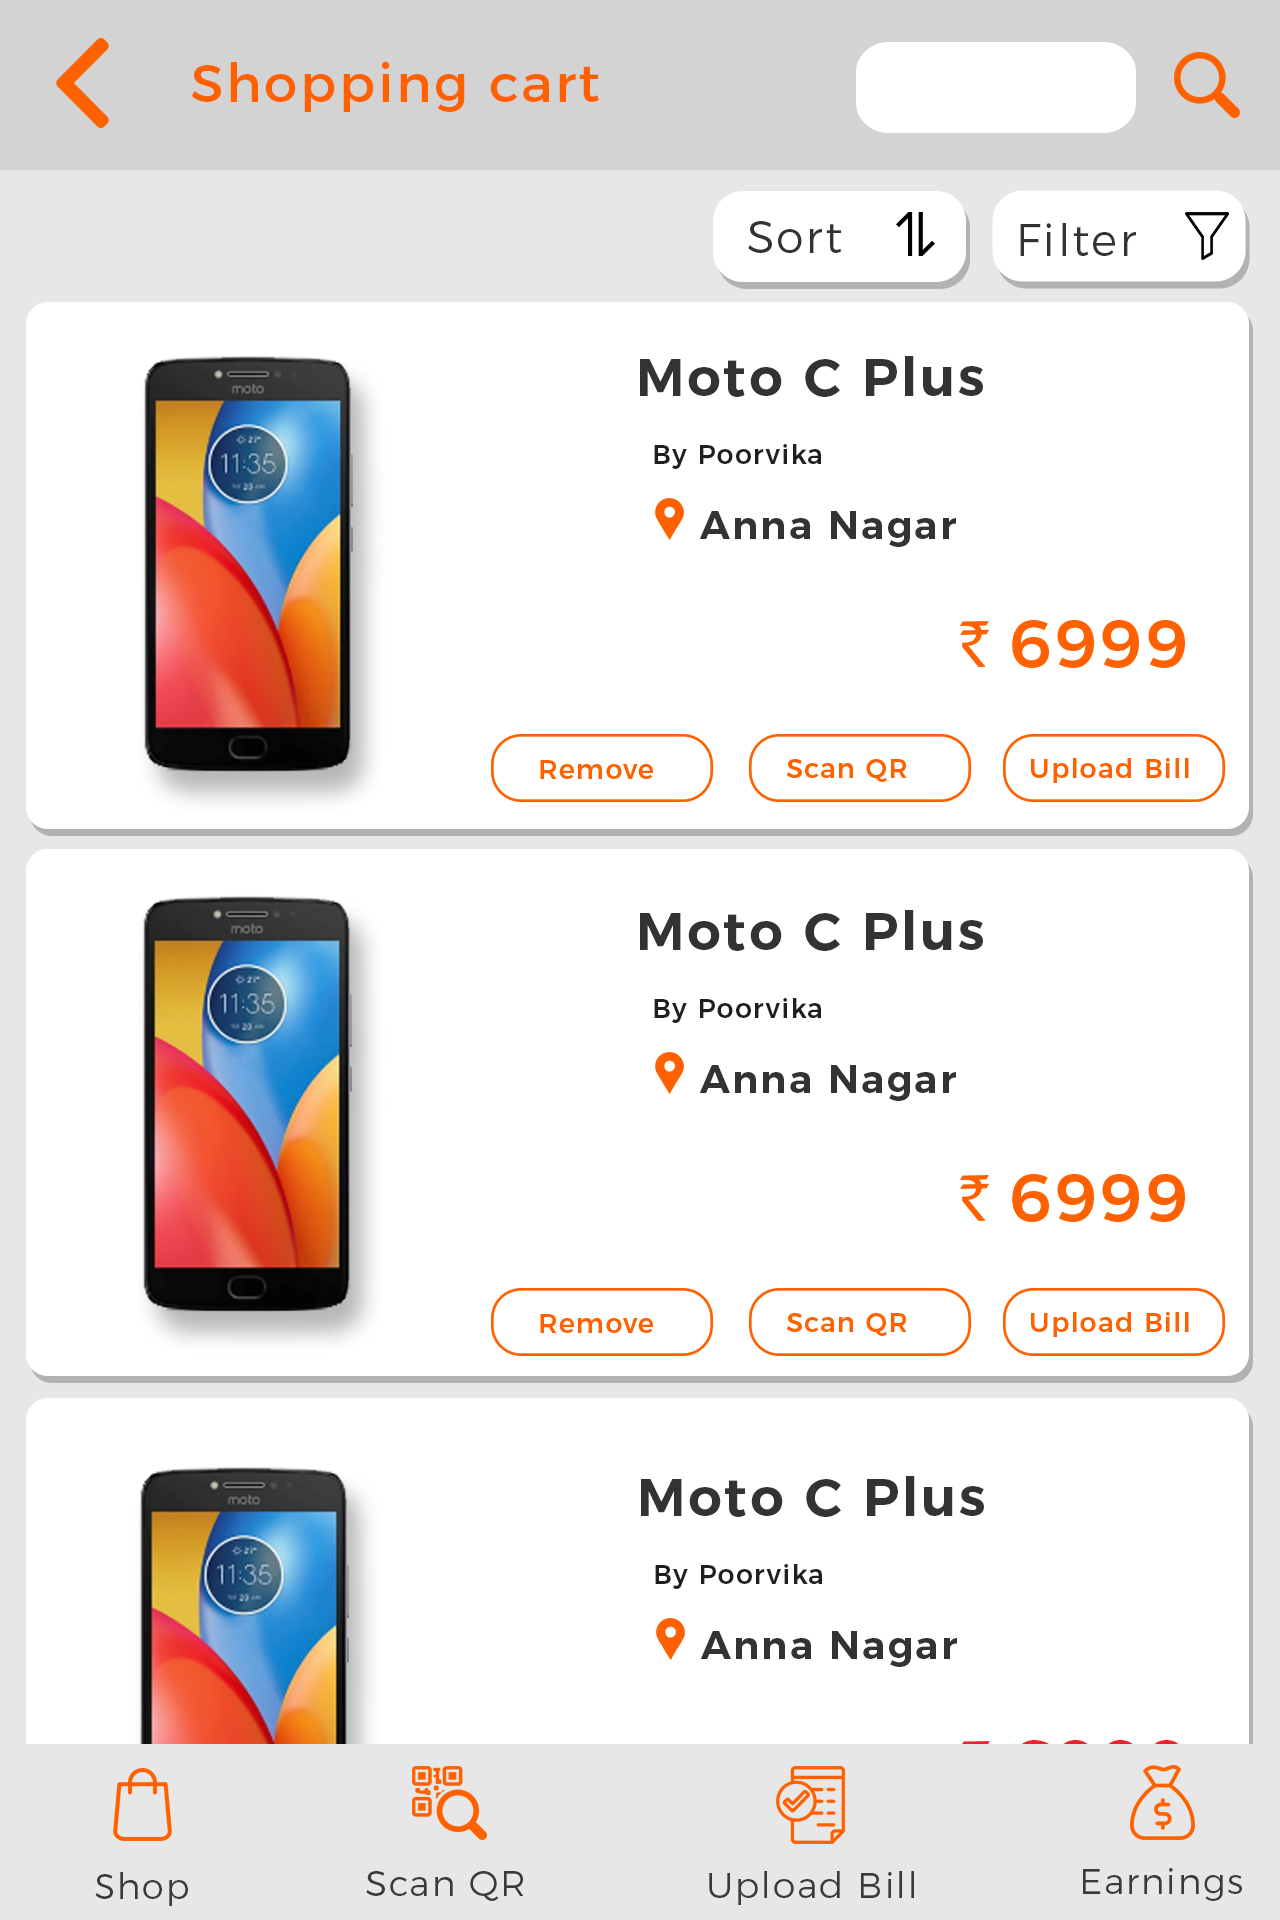 Shopping cart
Sort
Filter
moto
11:35
Moto C Plus
By Poorvika
Anna Nagar
₹ 6999
Remove
Scan QR
Upload Bill
moto
11:35
Moto C Plus
By Poorvika
Anna Nagar
₹ 6999
Remove
Scan QR
Upload Bill
moto
11:35
Moto C Plus
By Poorvika
Anna Nagar
Shop
Scan QR
Upload Bill
Earnings